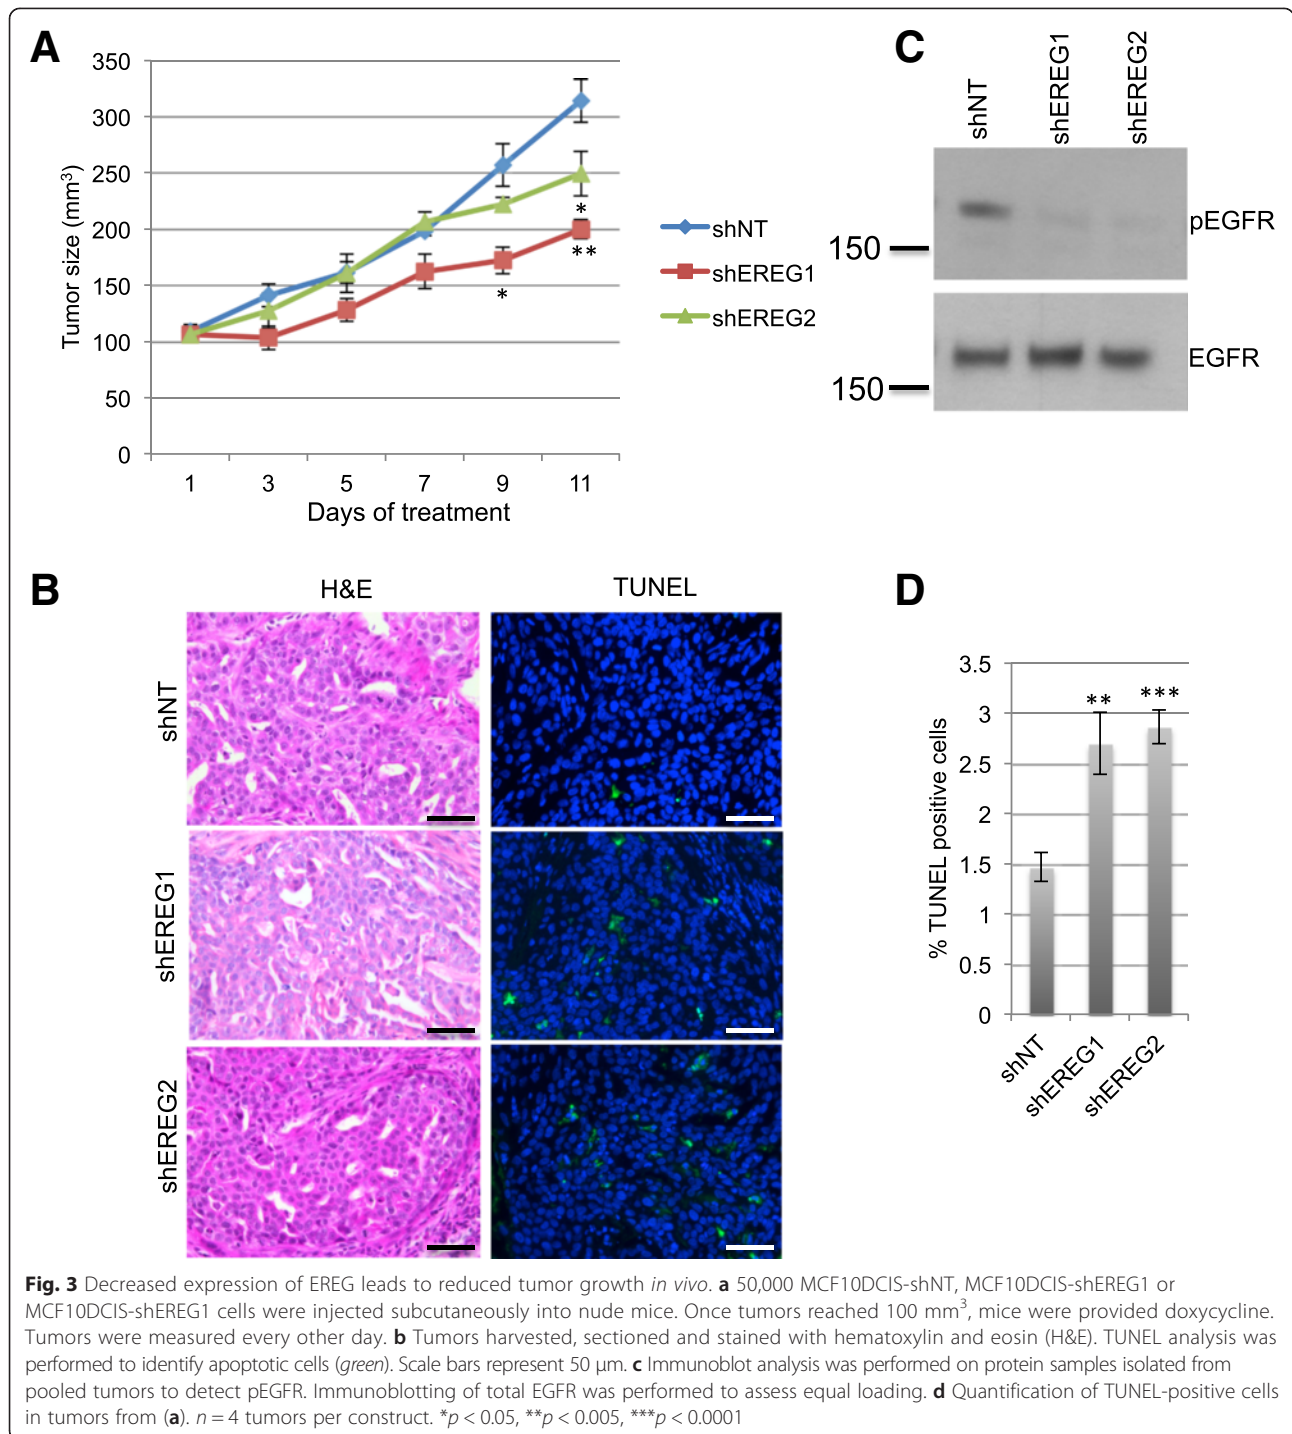 A
350
300
250
200
150
100
50
0
Tumor size (mm³)
1 3 5 7 9 11
Days of treatment
*
**
*
shNT
shEREG1
shEREG2
C
shNT
shEREG1
shEREG2
pEGFR
150
EGFR
150
B
H&E TUNEL
shNT
shEREG1
shEREG2
D
3.5
3
2.5
2
1.5
1
0.5
0
% TUNEL positive cells
** ***
shNT
shEREG1
shEREG2
Fig. 3 Decreased expression of EREG leads to reduced tumor growth in vivo. a 50,000 MCF10DCIS-shNT, MCF10DCIS-shEREG1 or
MCF10DCIS-shEREG1 cells were injected subcutaneously into nude mice. Once tumors reached 100 mm³, mice were provided doxycycline.
Tumors were measured every other day. b Tumors harvested, sectioned and stained with hematoxylin and eosin (H&E). TUNEL analysis was
performed to identify apoptotic cells (green). Scale bars represent 50 μm. c Immunoblot analysis was performed on protein samples isolated from
pooled tumors to detect pEGFR. Immunoblotting of total EGFR was performed to assess equal loading. d Quantification of TUNEL-positive cells
in tumors from (a). n = 4 tumors per construct. *p < 0.05, **p < 0.005, ***p < 0.0001